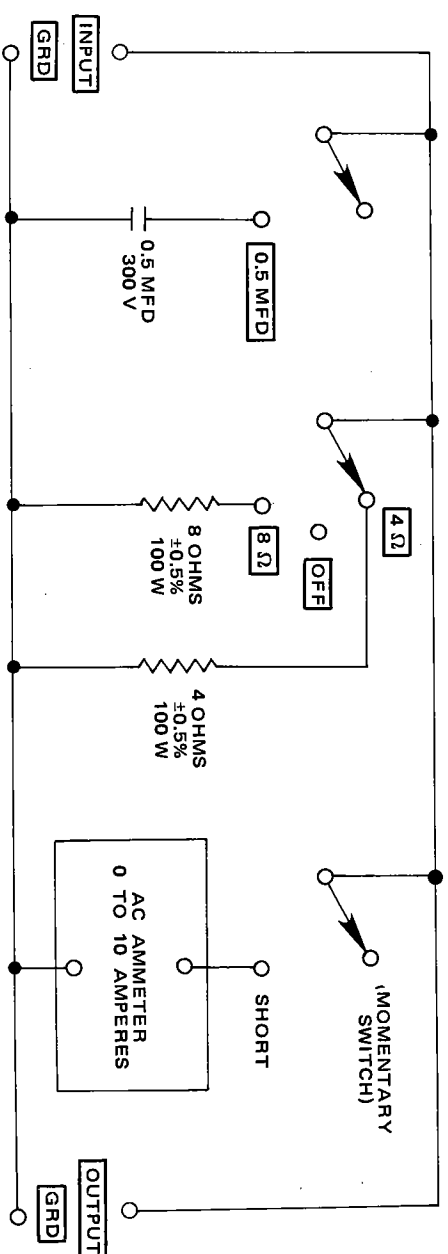 INPUT
GRD
0.5 MFD
0.5 MFD
300 V
4 Ω
OFF
8 Ω
8 OHMS
±0.5%
100 W
4 OHMS
±0.5%
100 W
(MOMENTARY
SWITCH)
SHORT
AC AMMETER
0 TO 10 AMPERES
OUTPUT
GRD